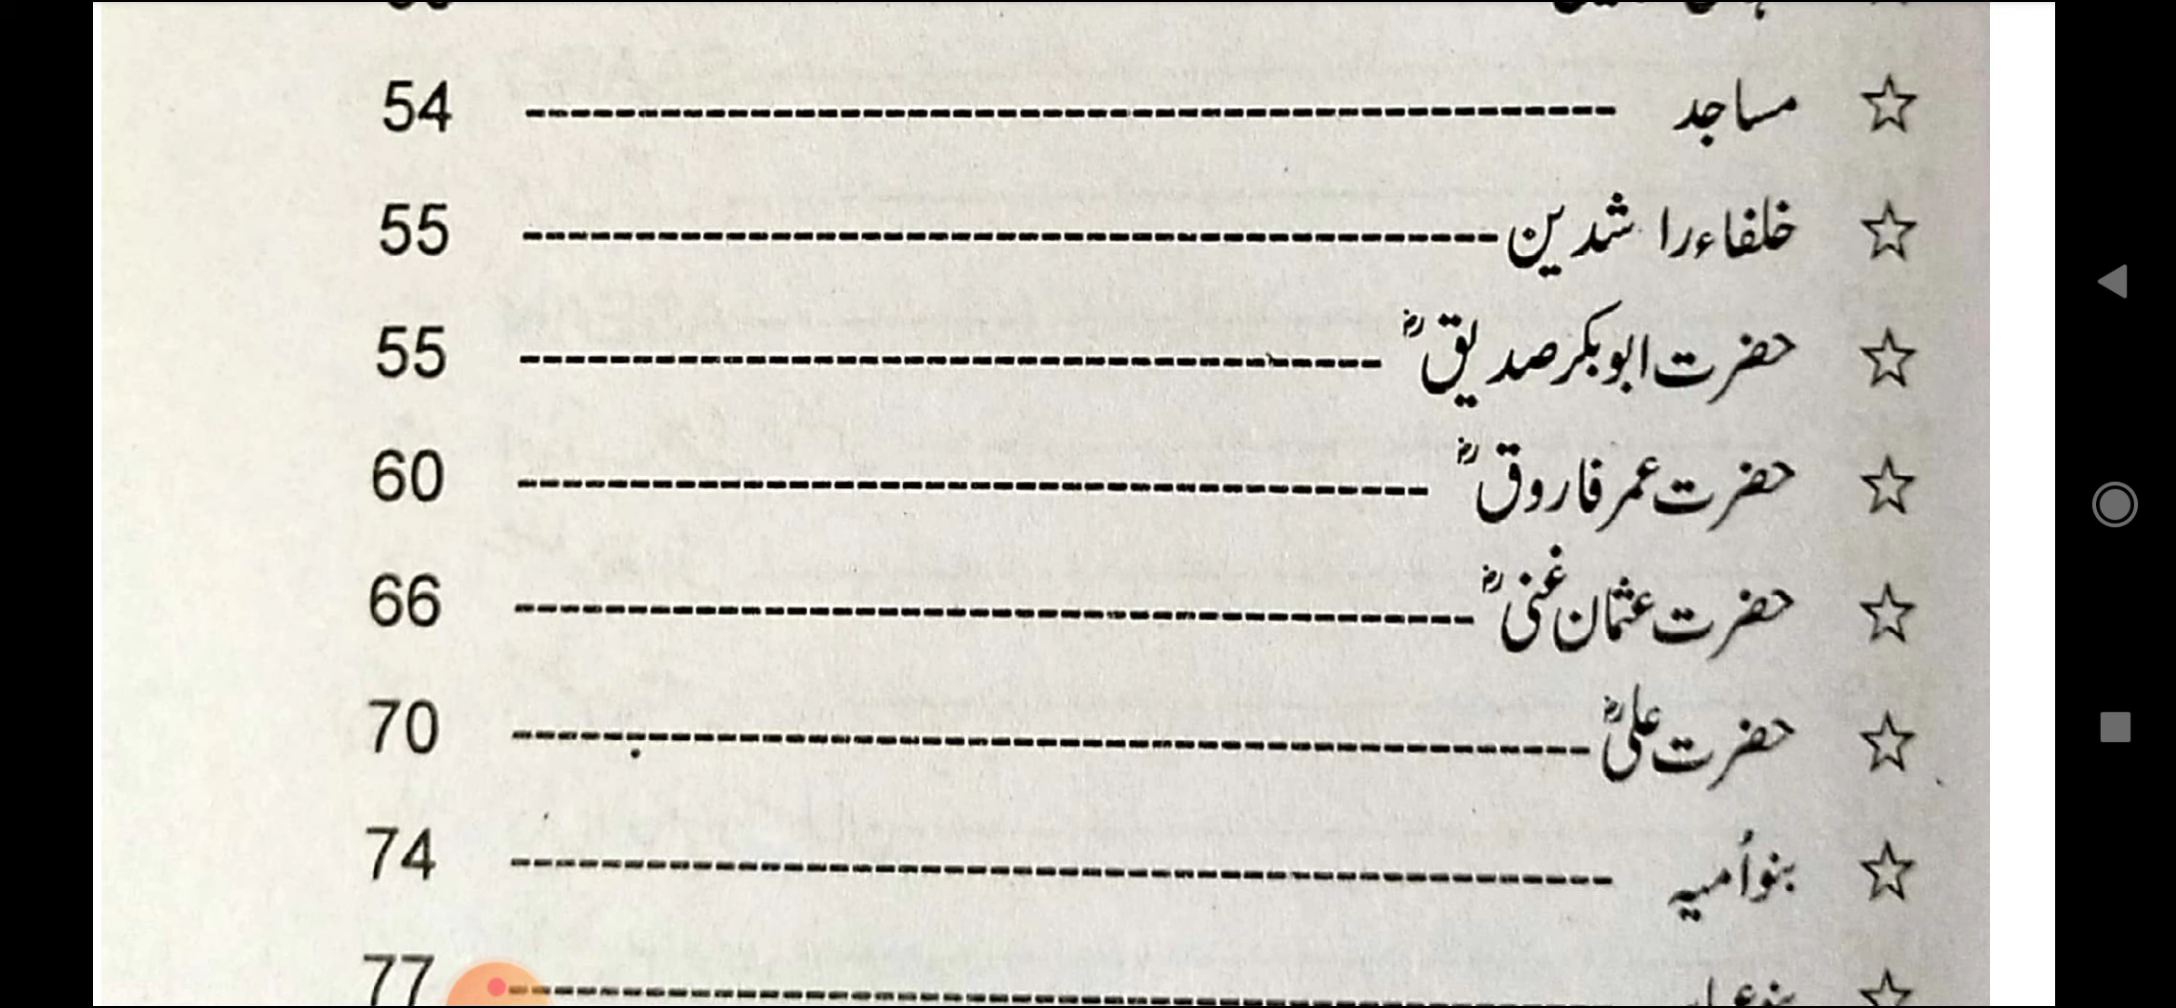 ☆ مساجد ---------- 54
☆ خلفاء راشدین ---------- 55
☆ حضرت ابوبکر صدیقؓ ---------- 55
☆ حضرت عمر فاروقؓ ---------- 60
☆ حضرت عثمان غنیؓ ---------- 66
☆ حضرت علیؓ ---------- 70
☆ بنو اُمیہ ---------- 74
☆ ---------- 77